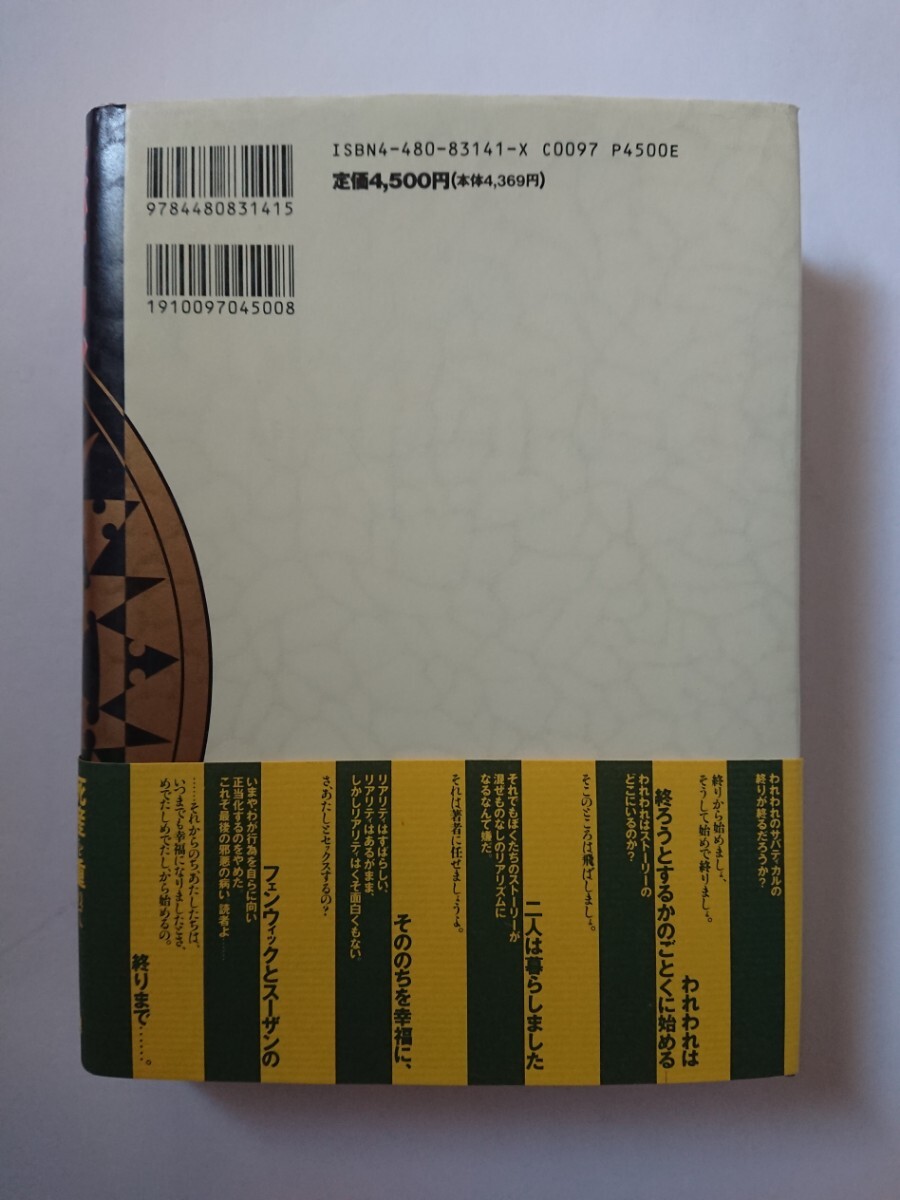 ISBN4-480-83141-X C0097 P4500E
定価4,500円(本体4,369円)
9784480831415
1910097045008
われわれのサバティカルの
終りが終るだろうか?
終りから始めましょ、
そうして始めで終りましょ。
われわれは
終ろうとするかのごとくに始める
われわれはストーリーの
どこにいるのか?
そこのところは飛ばしましょ。
二人は暮らしました
それでもぼくたちのストーリーが
混ぜものなしのリアリズムに
なるなんて嫌だ。
それは著者に任せましょうよ。
そののちを幸福に、
リアリティはすばらしい、
リアリティはあるがまま、
しかしリアリティはくそ面白くもない。
さ、あたしとセックスするの?
フェンウィックとスーザンの
いまやわが行為を自らに向い
正当化するのをやめた
これぞ最後の邪悪の病い、読者よ……
……それからのち、あたしたちは、
いつまでも幸福になりましたとさ、
めでたしめでたし、から始めるの。
終りまで……。